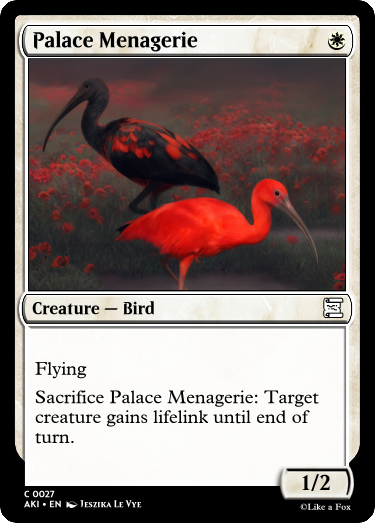 Palace Menagerie
Creature — Bird
Flying
Sacrifice Palace Menagerie: Target
creature gains lifelink until end of
turn.
1/2
C 0027
AKI • EN Jeszika Le Vye
©Like a Fox